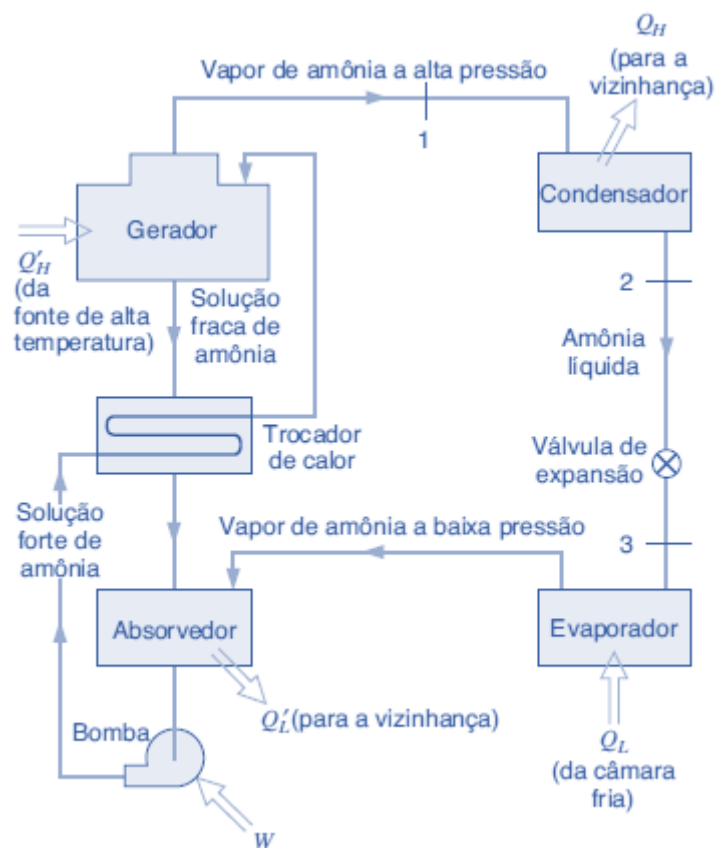 Q_H
(para a
vizinhança)
Vapor de amônia a alta pressão
1
Condensador
Gerador
Q′_H
(da
fonte de alta
temperatura)
Solução
fraca de
amônia
2
Amônia
líquida
Trocador
de calor
Válvula de
expansão
Solução
forte de
amônia
Vapor de amônia a baixa pressão
3
Absorvedor
Evaporador
Q′_L (para a vizinhança)
Bomba
Q_L
(da câmara
fria)
W